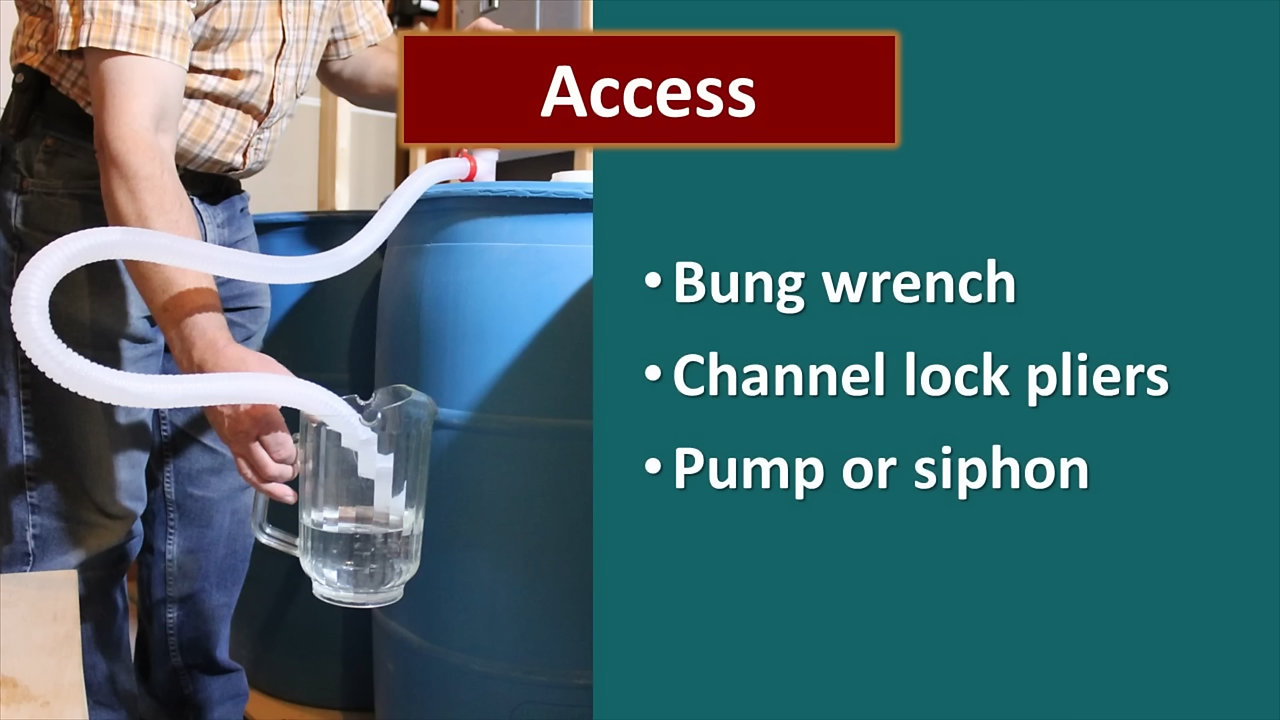 Access
• Bung wrench
• Channel lock pliers
• Pump or siphon